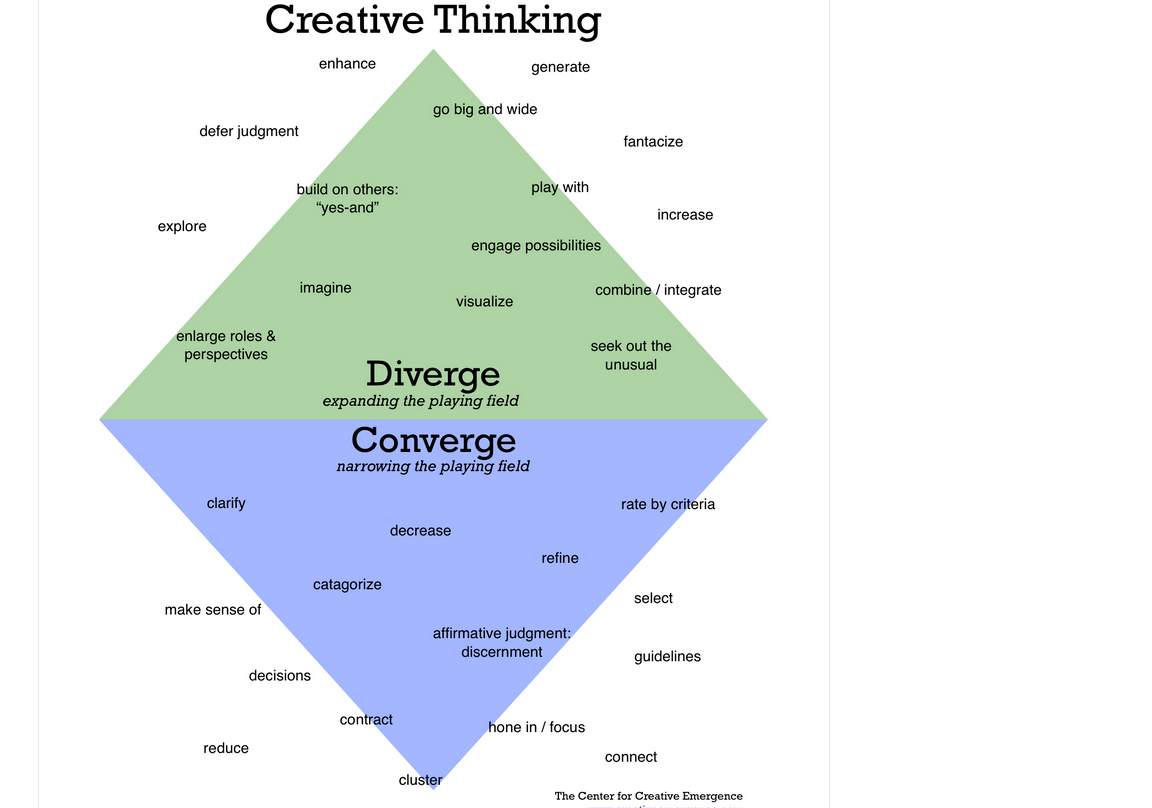 Creative Thinking
enhance
generate
go big and wide
defer judgment
fantacize
build on others:
“yes-and”
play with
increase
explore
engage possibilities
imagine
visualize
combine / integrate
enlarge roles &
perspectives
seek out the
unusual
Diverge
expanding the playing field
Converge
narrowing the playing field
clarify
rate by criteria
decrease
refine
catagorize
select
make sense of
affirmative judgment:
discernment
guidelines
decisions
contract
hone in / focus
reduce
connect
cluster
The Center for Creative Emergence